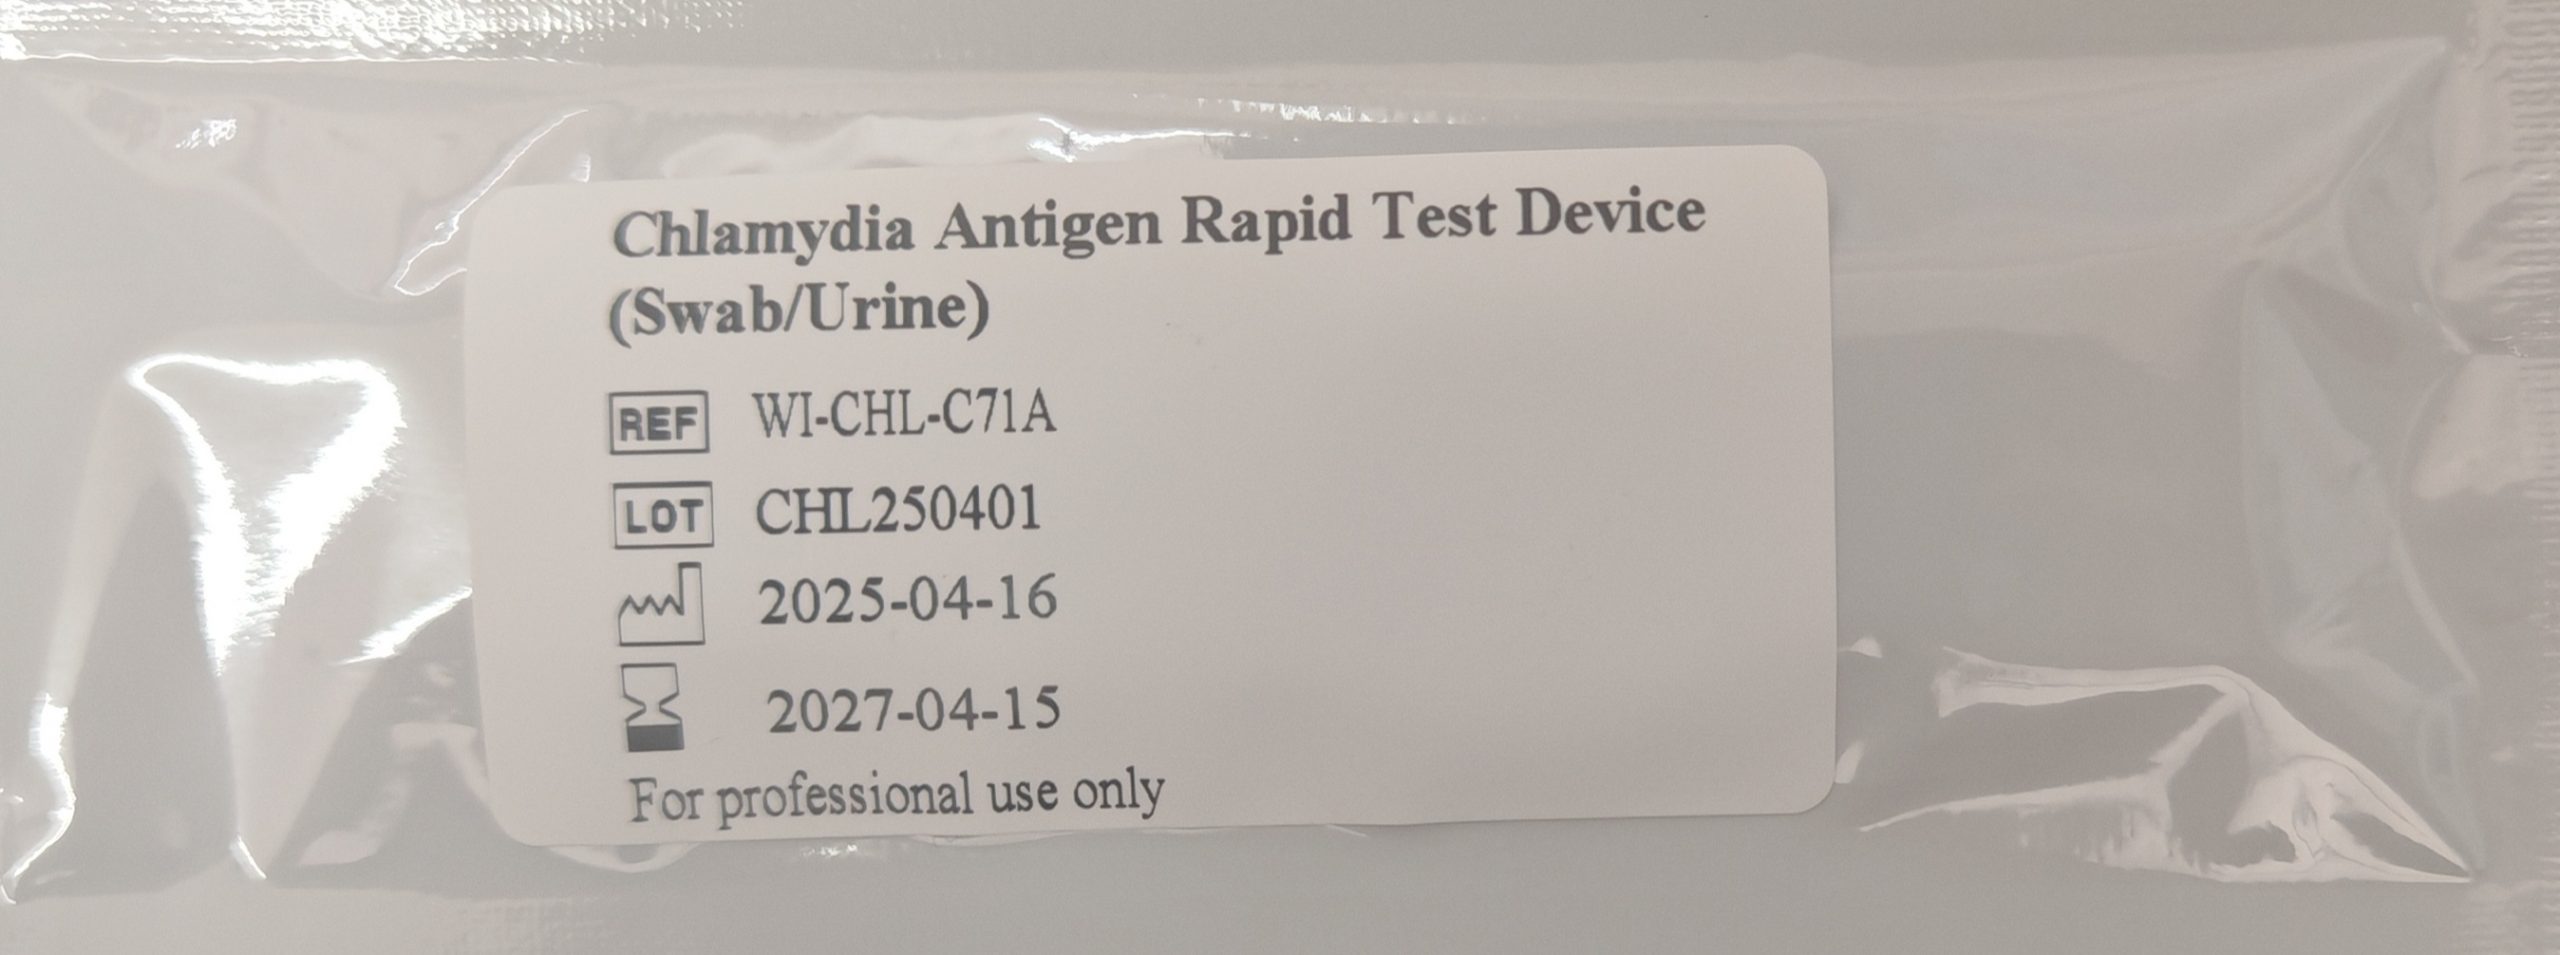 Chlamydia Antigen Rapid Test Device
(Swab/Urine)
REF WI-CHL-C71A
LOT CHL250401
2025-04-16
2027-04-15
For professional use only